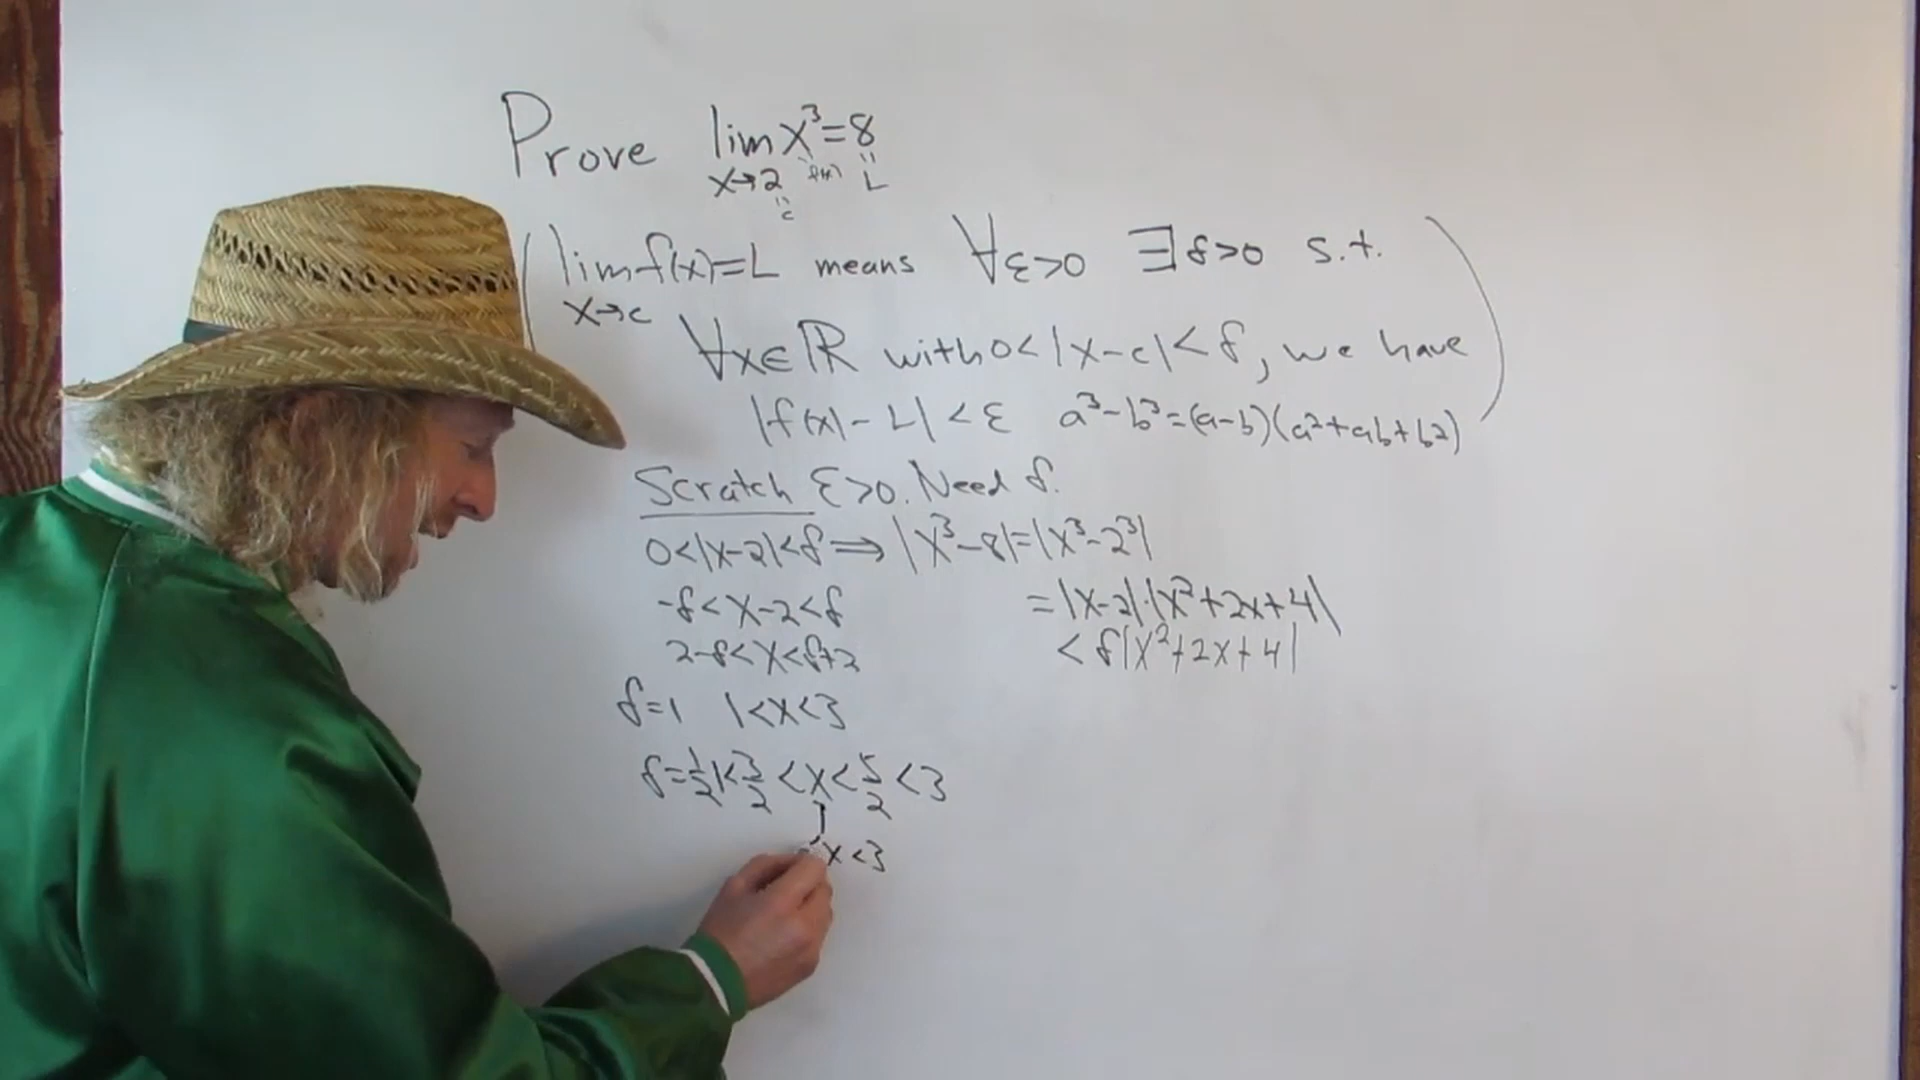 Prove lim x³ = 8
x→2 f(x) " L
" c
(lim f(x) = L means ∀ε>0 ∃δ>0 s.t.
x→c
∀x∈ℝ with 0<|x-c|<δ, we have
|f(x)-L|<ε a³-b³=(a-b)(a²+ab+b²))
Scratch ε>0. Need δ.
0<|x-2|<δ ⟹ |x³-8|=|x³-2³|
-δ<x-2<δ =|x-2|·|x²+2x+4|
2-δ<x<δ+2 <δ|x²+2x+4|
δ=1 1<x<3
δ=1/2 1<3/2<x<5/2<3
x<3